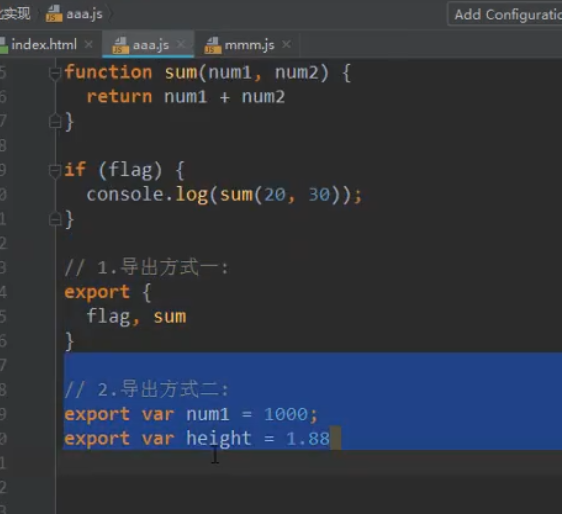 化实现 aaa.js
Add Configuratio
index.html aaa.js mmm.js
5 function sum(num1, num2) {
6 return num1 + num2
7 }
8
9 if (flag) {
0 console.log(sum(20, 30));
1 }
2
3 // 1.导出方式一:
4 export {
5 flag, sum
6 }
7
8 // 2.导出方式二:
9 export var num1 = 1000;
0 export var height = 1.88
1
2
3